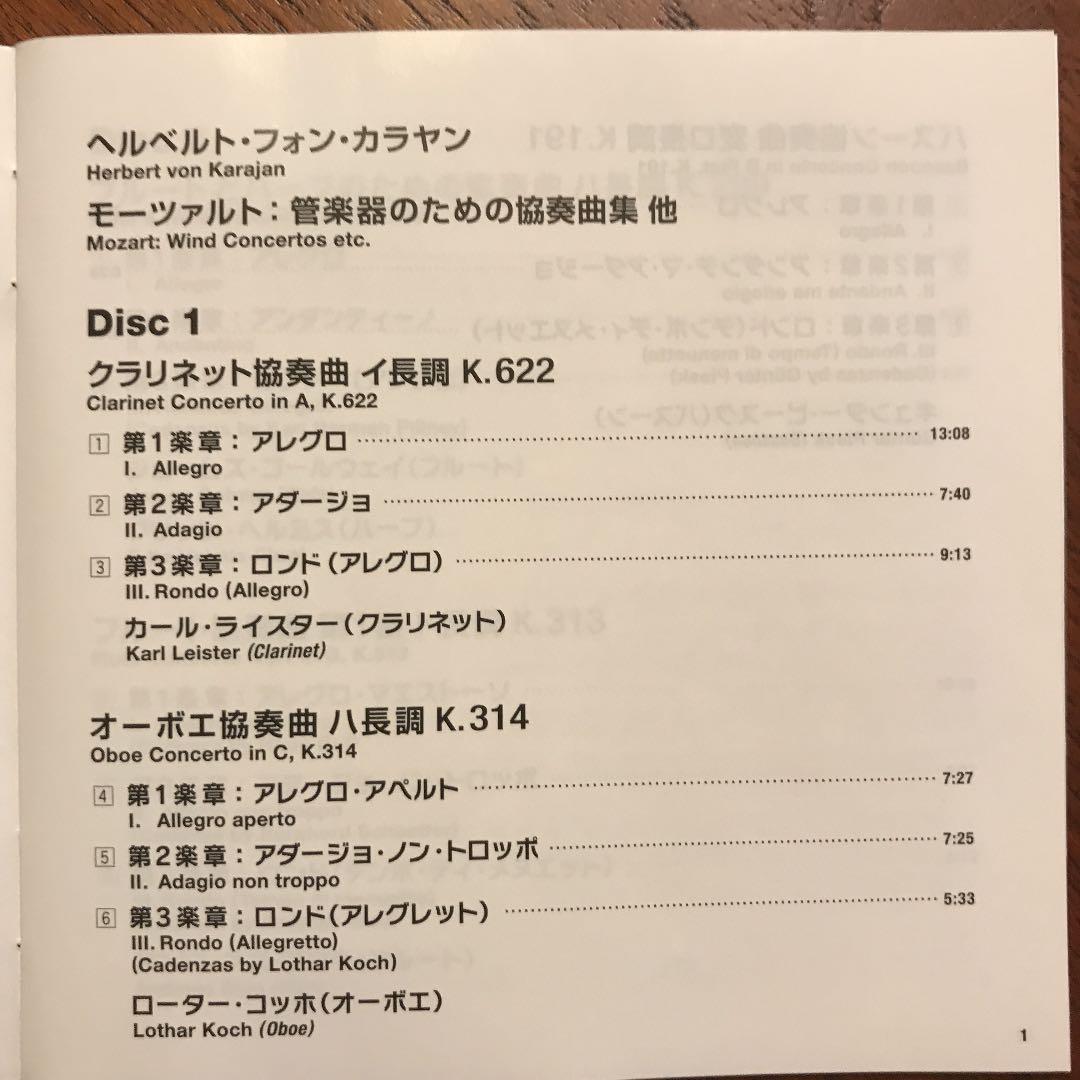 ヘルベルト・フォン・カラヤン
Herbert von Karajan
モーツァルト：管楽器のための協奏曲集 他
Mozart: Wind Concertos etc.
Disc 1
クラリネット協奏曲 イ長調 K.622
Clarinet Concerto in A, K.622
1 第1楽章：アレグロ 13:08
I. Allegro
2 第2楽章：アダージョ 7:40
II. Adagio
3 第3楽章：ロンド（アレグロ） 9:13
III. Rondo (Allegro)
カール・ライスター（クラリネット）
Karl Leister (Clarinet)
オーボエ協奏曲 ハ長調 K.314
Oboe Concerto in C, K.314
4 第1楽章：アレグロ・アペルト 7:27
I. Allegro aperto
5 第2楽章：アダージョ・ノン・トロッポ 7:25
II. Adagio non troppo
6 第3楽章：ロンド（アレグレット） 5:33
III. Rondo (Allegretto)
(Cadenzas by Lothar Koch)
ローター・コッホ（オーボエ）
Lothar Koch (Oboe)
1